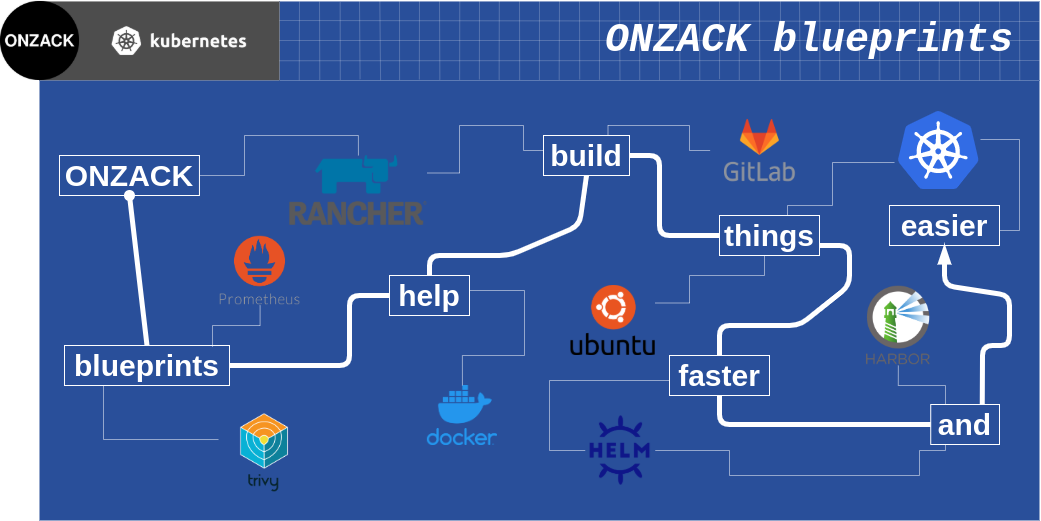 ONZACK
kubernetes
ONZACK blueprints
ONZACK
RANCHER
build
GitLab
things
easier
Prometheus
help
ubuntu
HARBOR
blueprints
faster
docker
HELM
and
trivy